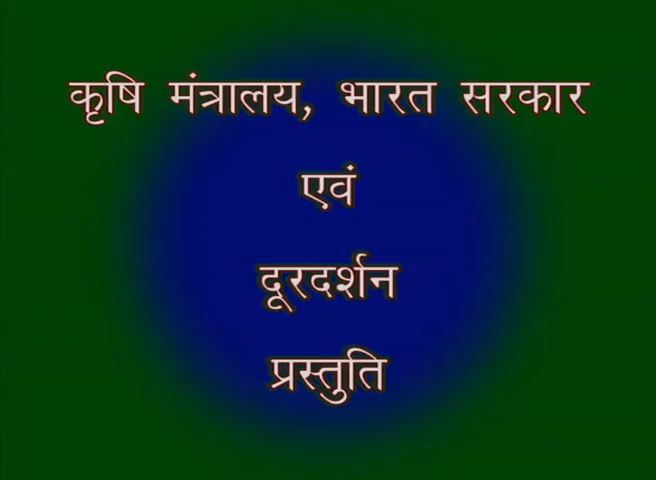 कृषि मंत्रालय, भारत सरकार
एवं
दूरदर्शन
प्रस्तुति